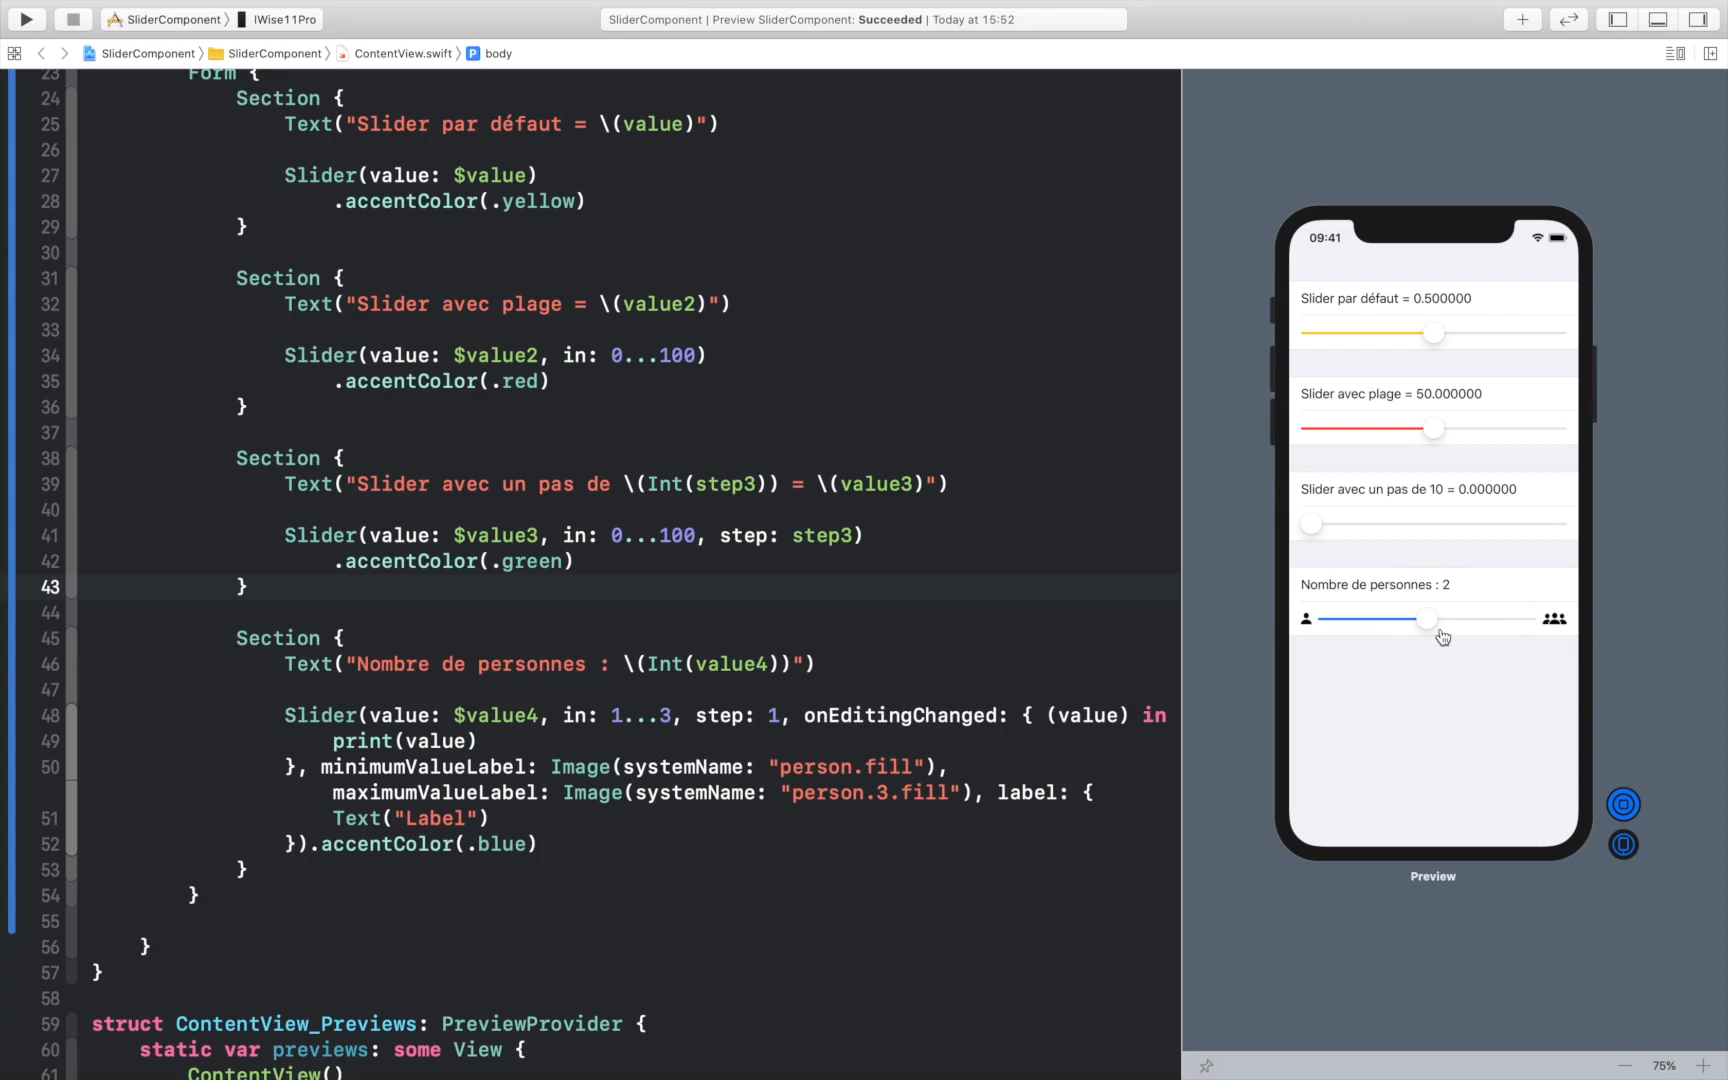 SliderComponent 〉 IWise11Pro
SliderComponent | Preview SliderComponent: Succeeded | Today at 15:52
SliderComponent 〉 SliderComponent 〉 ContentView.swift 〉 P body
23 Form {
24 Section {
25 Text("Slider par défaut = \(value)")
26
27 Slider(value: $value)
28 .accentColor(.yellow)
29 }
30
31 Section {
32 Text("Slider avec plage = \(value2)")
33
34 Slider(value: $value2, in: 0...100)
35 .accentColor(.red)
36 }
37
38 Section {
39 Text("Slider avec un pas de \(Int(step3)) = \(value3)")
40
41 Slider(value: $value3, in: 0...100, step: step3)
42 .accentColor(.green)
43 }
44
45 Section {
46 Text("Nombre de personnes : \(Int(value4))")
47
48 Slider(value: $value4, in: 1...3, step: 1, onEditingChanged: { (value) in
49 print(value)
50 }, minimumValueLabel: Image(systemName: "person.fill"),
maximumValueLabel: Image(systemName: "person.3.fill"), label: {
51 Text("Label")
52 }).accentColor(.blue)
53 }
54 }
55
56 }
57 }
58
59 struct ContentView_Previews: PreviewProvider {
60 static var previews: some View {
61 ContentView()
09:41
Slider par défaut = 0.500000
Slider avec plage = 50.000000
Slider avec un pas de 10 = 0.000000
Nombre de personnes : 2
Preview
75%